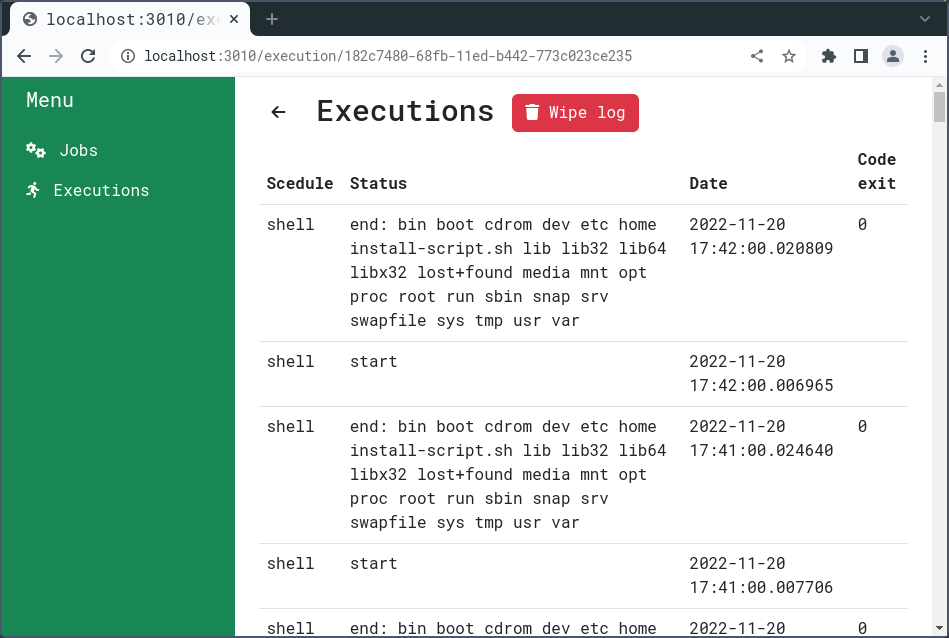 localhost:3010/exe
localhost:3010/execution/182c7480-68fb-11ed-b442-773c023ce235
Menu
Jobs
Executions
Executions
Wipe log
Scedule Status Date Code exit
shell end: bin boot cdrom dev etc home 2022-11-20 0
install-script.sh lib lib32 lib64 17:42:00.020809
libx32 lost+found media mnt opt
proc root run sbin snap srv
swapfile sys tmp usr var
shell start 2022-11-20
17:42:00.006965
shell end: bin boot cdrom dev etc home 2022-11-20 0
install-script.sh lib lib32 lib64 17:41:00.024640
libx32 lost+found media mnt opt
proc root run sbin snap srv
swapfile sys tmp usr var
shell start 2022-11-20
17:41:00.007706
shell end: bin boot cdrom dev etc home 2022-11-20 0